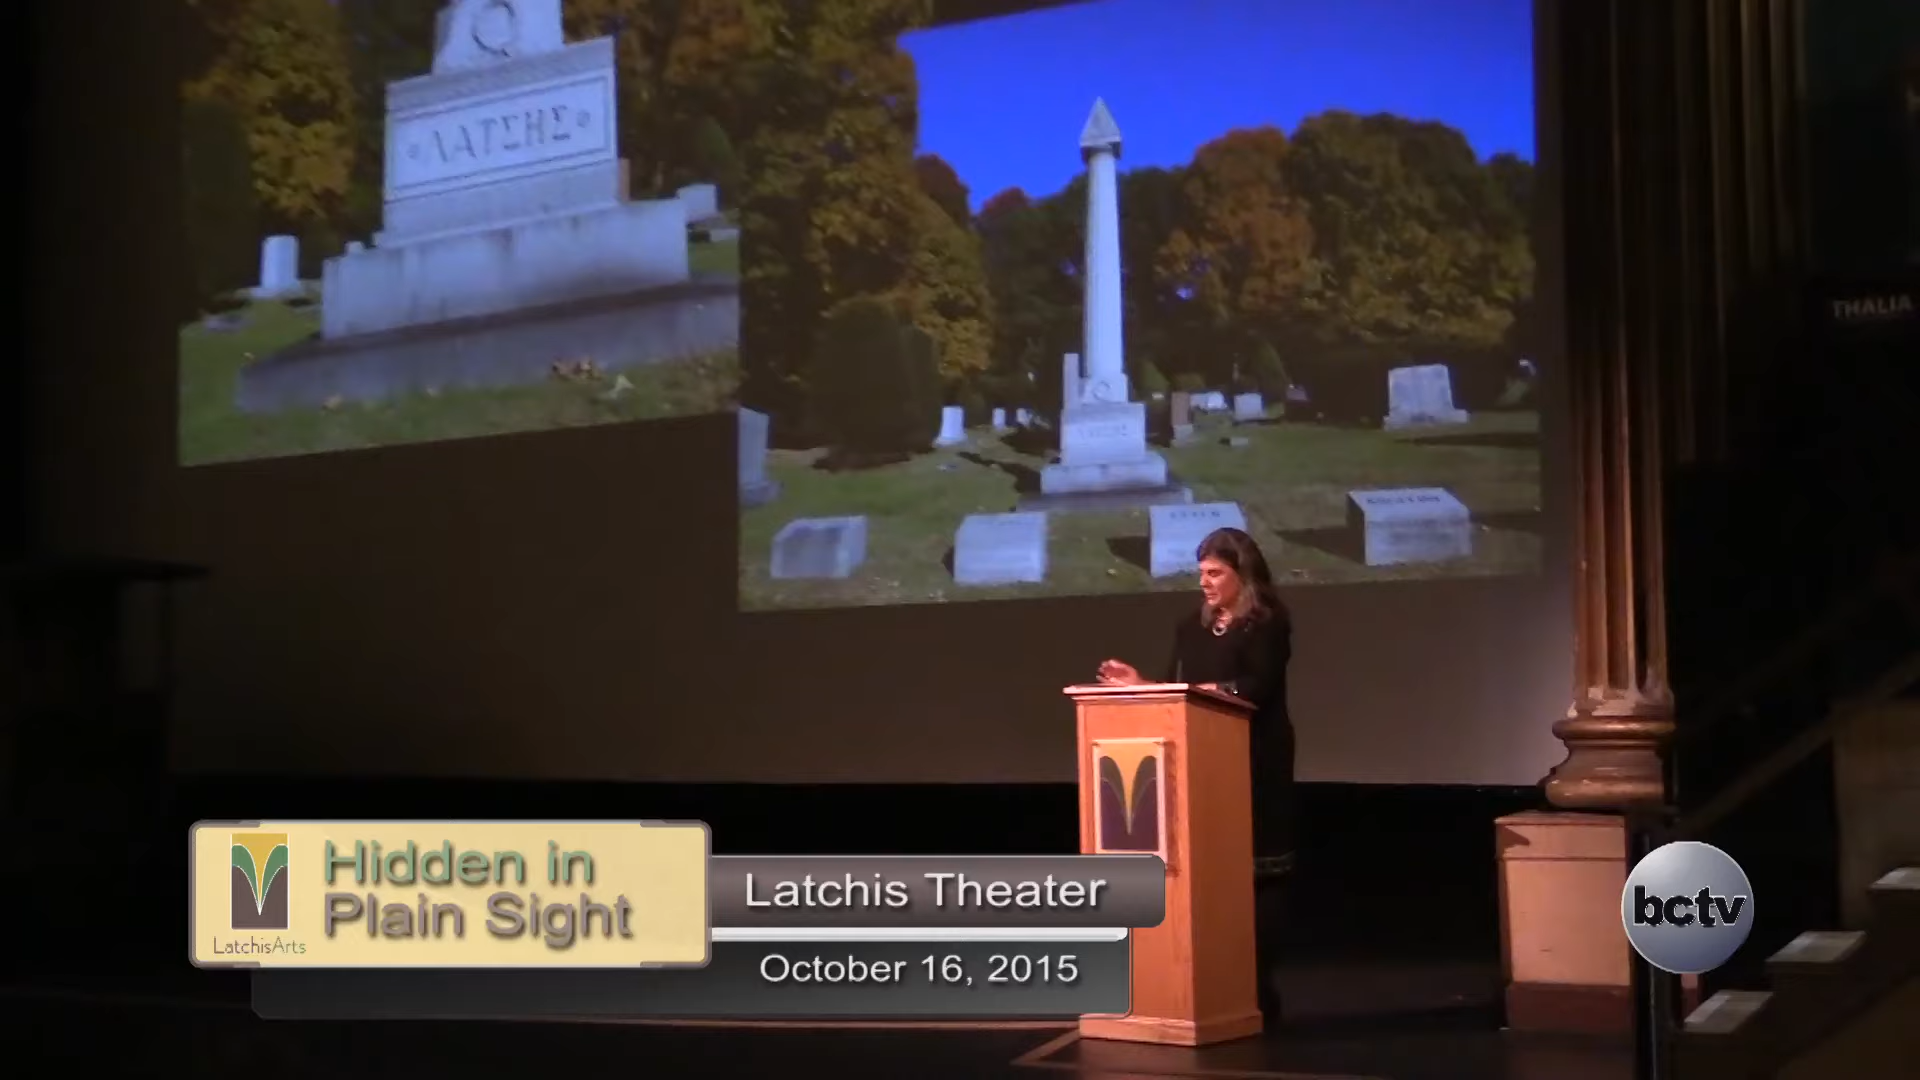 ΛΑΤΣΗΣ
THALIA
Hidden in
Plain Sight
LatchisArts
Latchis Theater
October 16, 2015
bctv